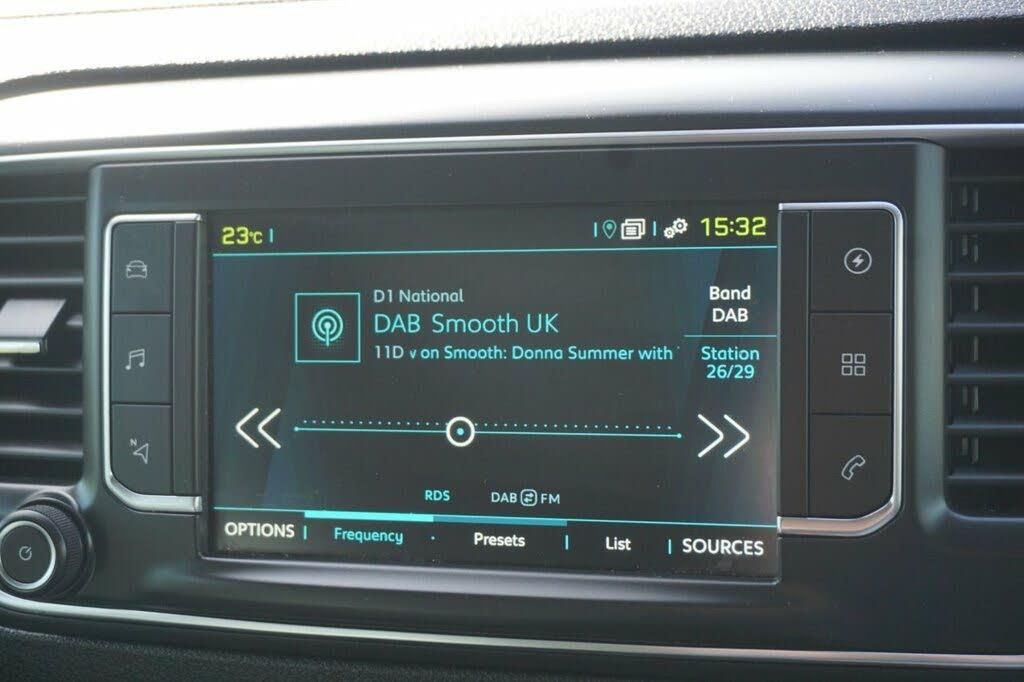 23°C
15:32
D1 National
DAB Smooth UK
11D v on Smooth: Donna Summer with
Band
DAB
Station
26/29
RDS
DAB FM
OPTIONS
Frequency
Presets
List
SOURCES
N